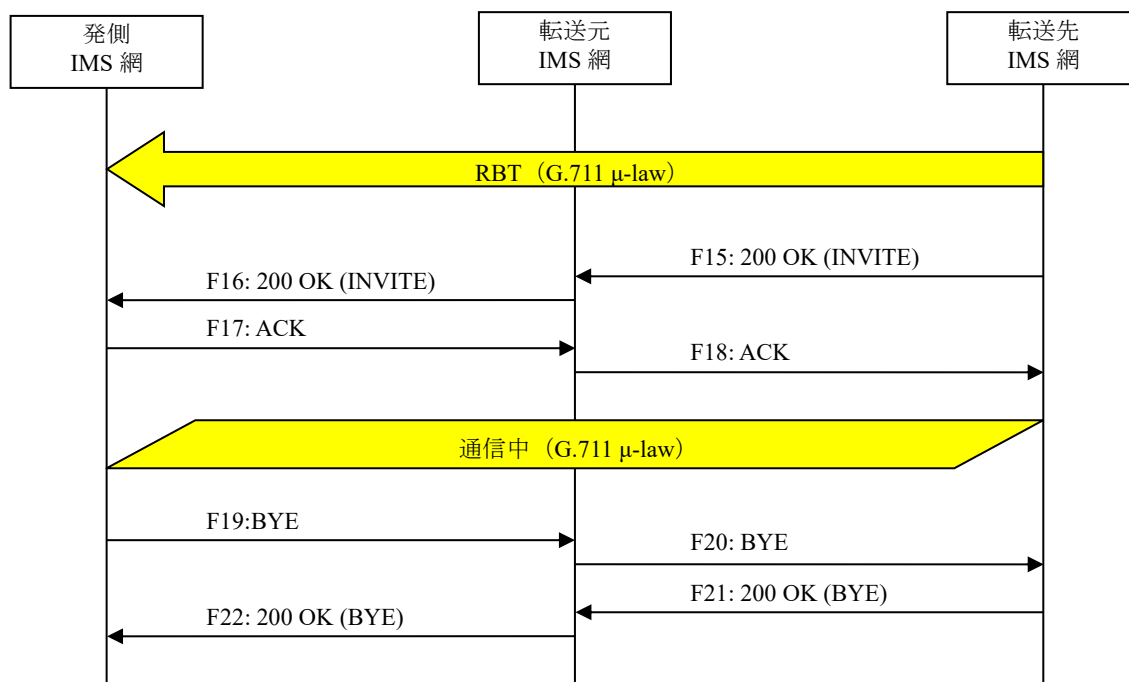 発側
IMS 網
転送元
IMS 網
転送先
IMS 網
RBT（G.711 μ-law）
F15: 200 OK (INVITE)
F16: 200 OK (INVITE)
F17: ACK
F18: ACK
通信中（G.711 μ-law）
F19:BYE
F20: BYE
F21: 200 OK (BYE)
F22: 200 OK (BYE)